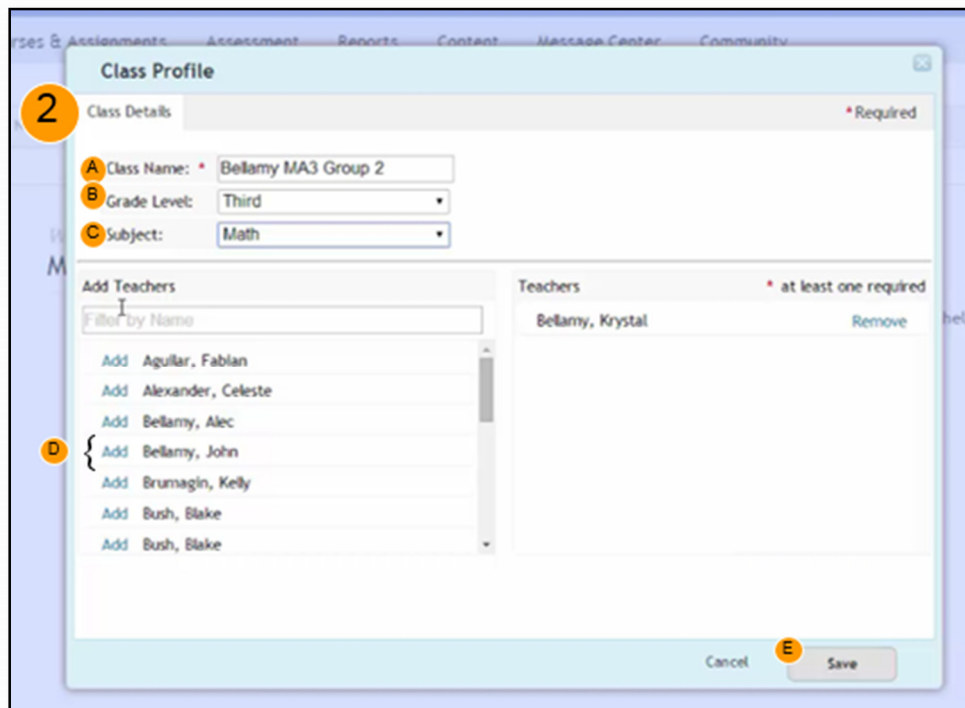 rses & Assignments Assessment Reports Content Message Center Community
Class Profile
2 Class Details * Required
A Class Name: * Bellamy MA3 Group 2
B Grade Level: Third
C Subject: Math
M
Add Teachers
Filter by Name
Add Aguilar, Fabian
Add Alexander, Celeste
Add Bellamy, Alec
D { Add Bellamy, John
Add Brumagin, Kelly
Add Bush, Blake
Add Bush, Blake
Teachers * at least one required
Bellamy, Krystal Remove
hel
Cancel E Save